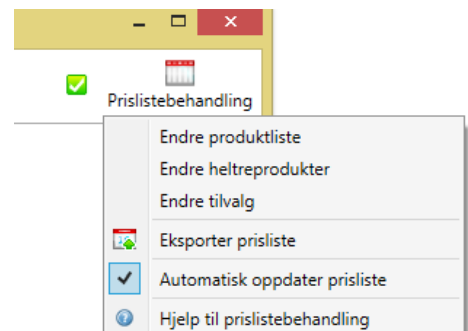 Prislistebehandling
Endre produktliste
Endre heltreprodukter
Endre tilvalg
Eksporter prisliste
Automatisk oppdater prisliste
Hjelp til prislistebehandling